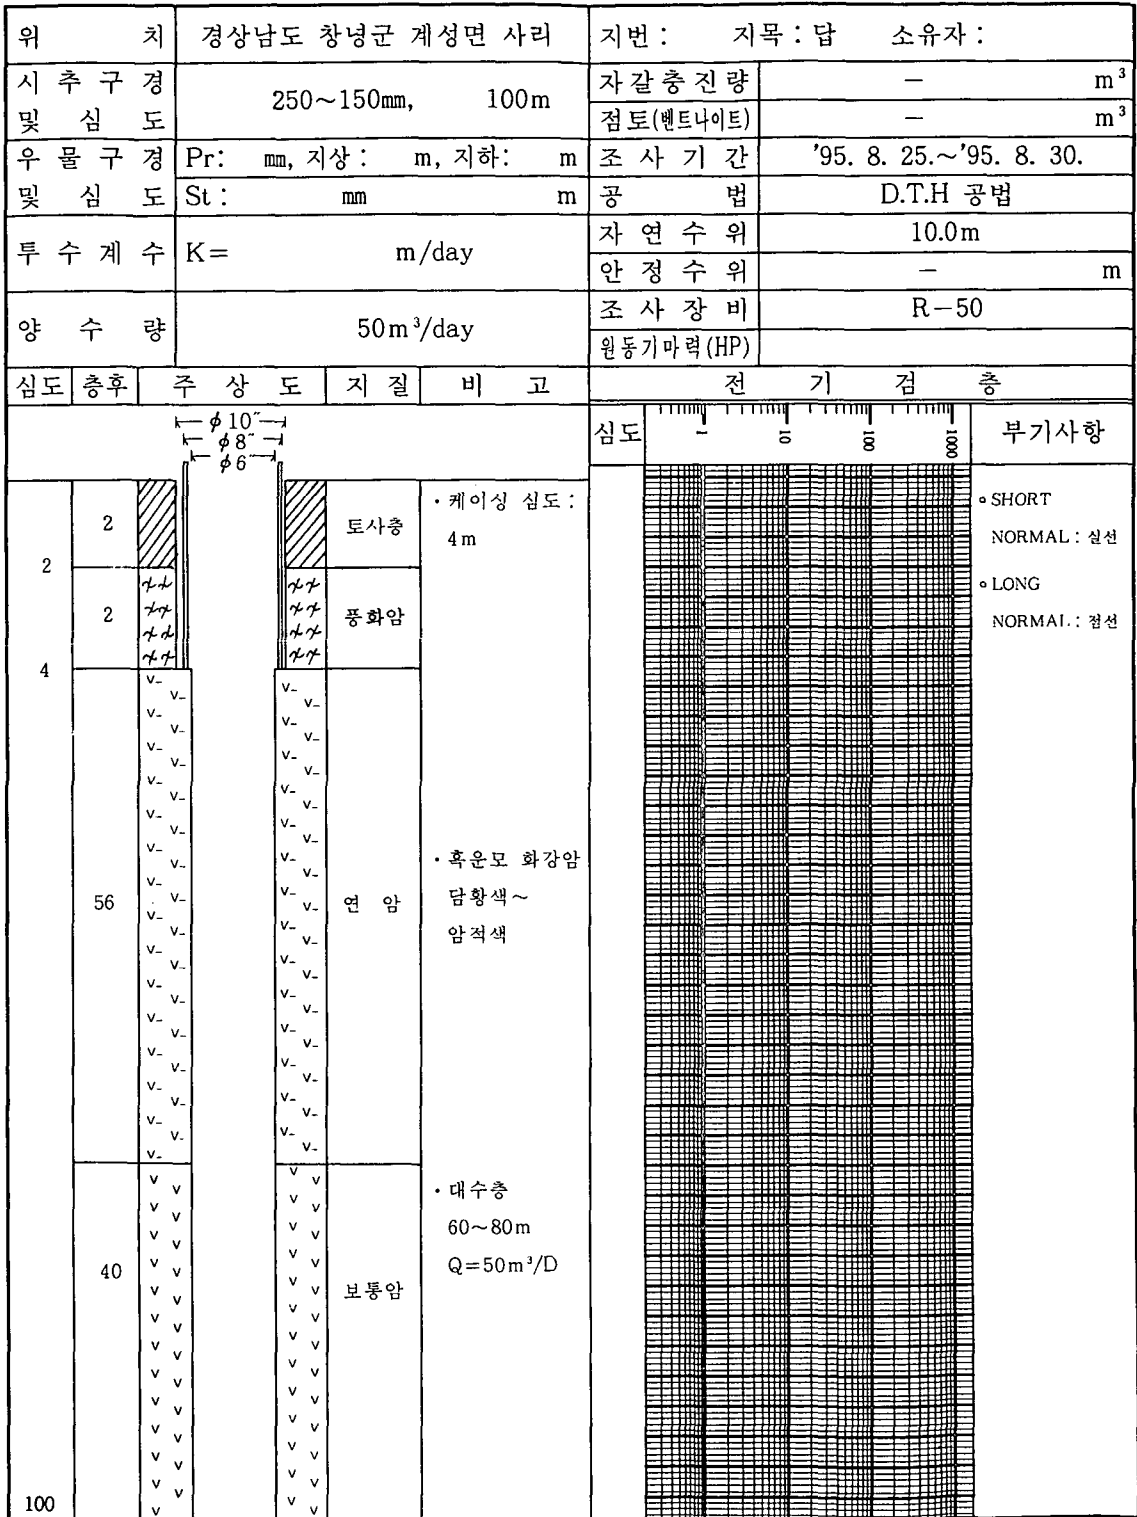 위 치 경상남도 창녕군 계성면 사리 지번 : 지목 : 답 소유자 :
시 추 구 경 및 심 도 250~150㎜, 100m
자갈충진량 — m³
점토(벤트나이트) — m³
우 물 구 경 및 심 도 Pr : ㎜, 지상 : m, 지하 : m
St : ㎜ m
조 사 기 간 '95. 8. 25.~'95. 8. 30.
공 법 D.T.H 공법
투 수 계 수 K= m/day
자 연 수 위 10.0m
안 정 수 위 — m
양 수 량 50m³/day
조 사 장 비 R-50
원동기마력(HP)
심도 층후 주 상 도 지 질 비 고 전 기 검 층
φ10″
φ8″
φ6″
심도 1 10 100 1000 부기사항
2 토사층
• 케이싱 심도 :
4m
2
2 풍화암
4
56 연 암
• 흑운모 화강암
담황색~
암적색
• 대수층
60~80m
Q=50m³/D
40 보통암
100
∘ SHORT
NORMAL : 실선
∘ LONG
NORMAL : 점선